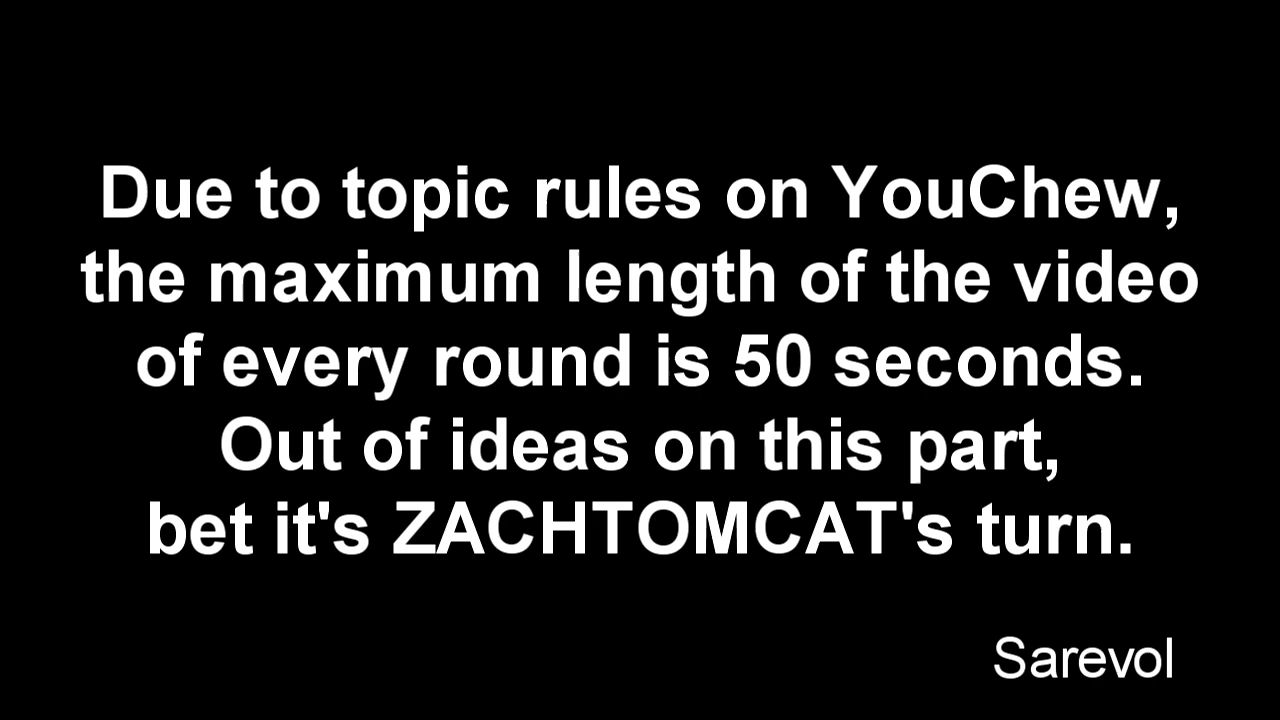 Due to topic rules on YouChew,
the maximum length of the video
of every round is 50 seconds.
Out of ideas on this part,
bet it's ZACHTOMCAT's turn.
Sarevol